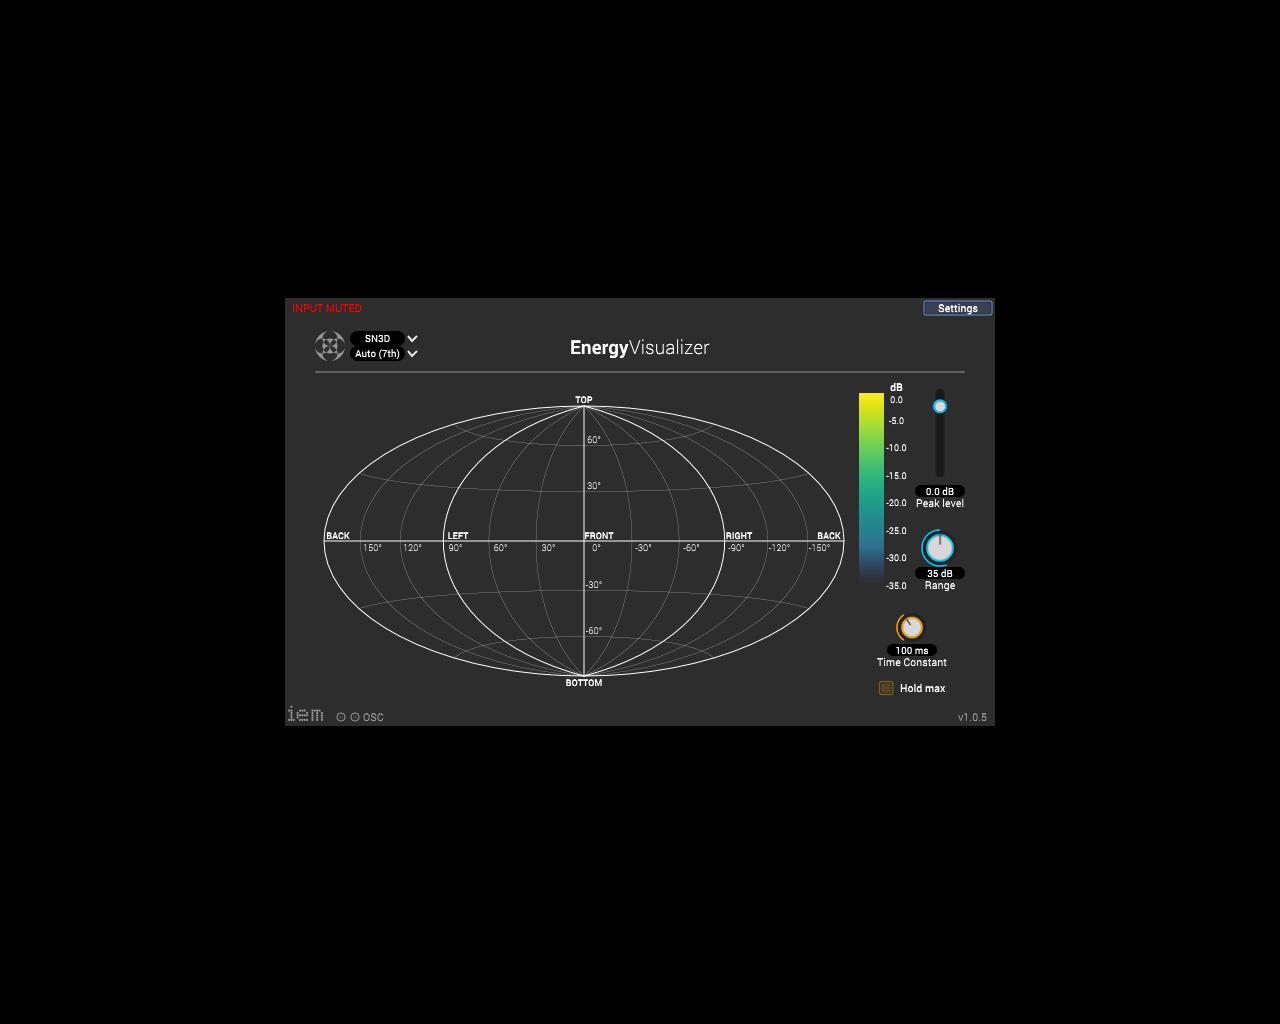 INPUT MUTED
Settings
SN3D
Auto (7th)
EnergyVisualizer
dB
0.0
-5.0
-10.0
-15.0
-20.0
-25.0
-30.0
-35.0
0.0 dB
Peak level
35 dB
Range
100 ms
Time Constant
Hold max
TOP
60°
30°
BACK LEFT FRONT RIGHT BACK
150° 120° 90° 60° 30° 0° -30° -60° -90° -120° -150°
-30°
-60°
BOTTOM
iem OSC
v1.0.5